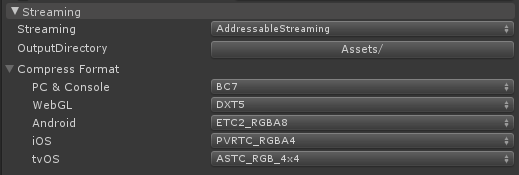 Streaming
Streaming AddressableStreaming
OutputDirectory Assets/
Compress Format
PC & Console BC7
WebGL DXT5
Android ETC2_RGBA8
iOS PVRTC_RGBA4
tvOS ASTC_RGB_4x4